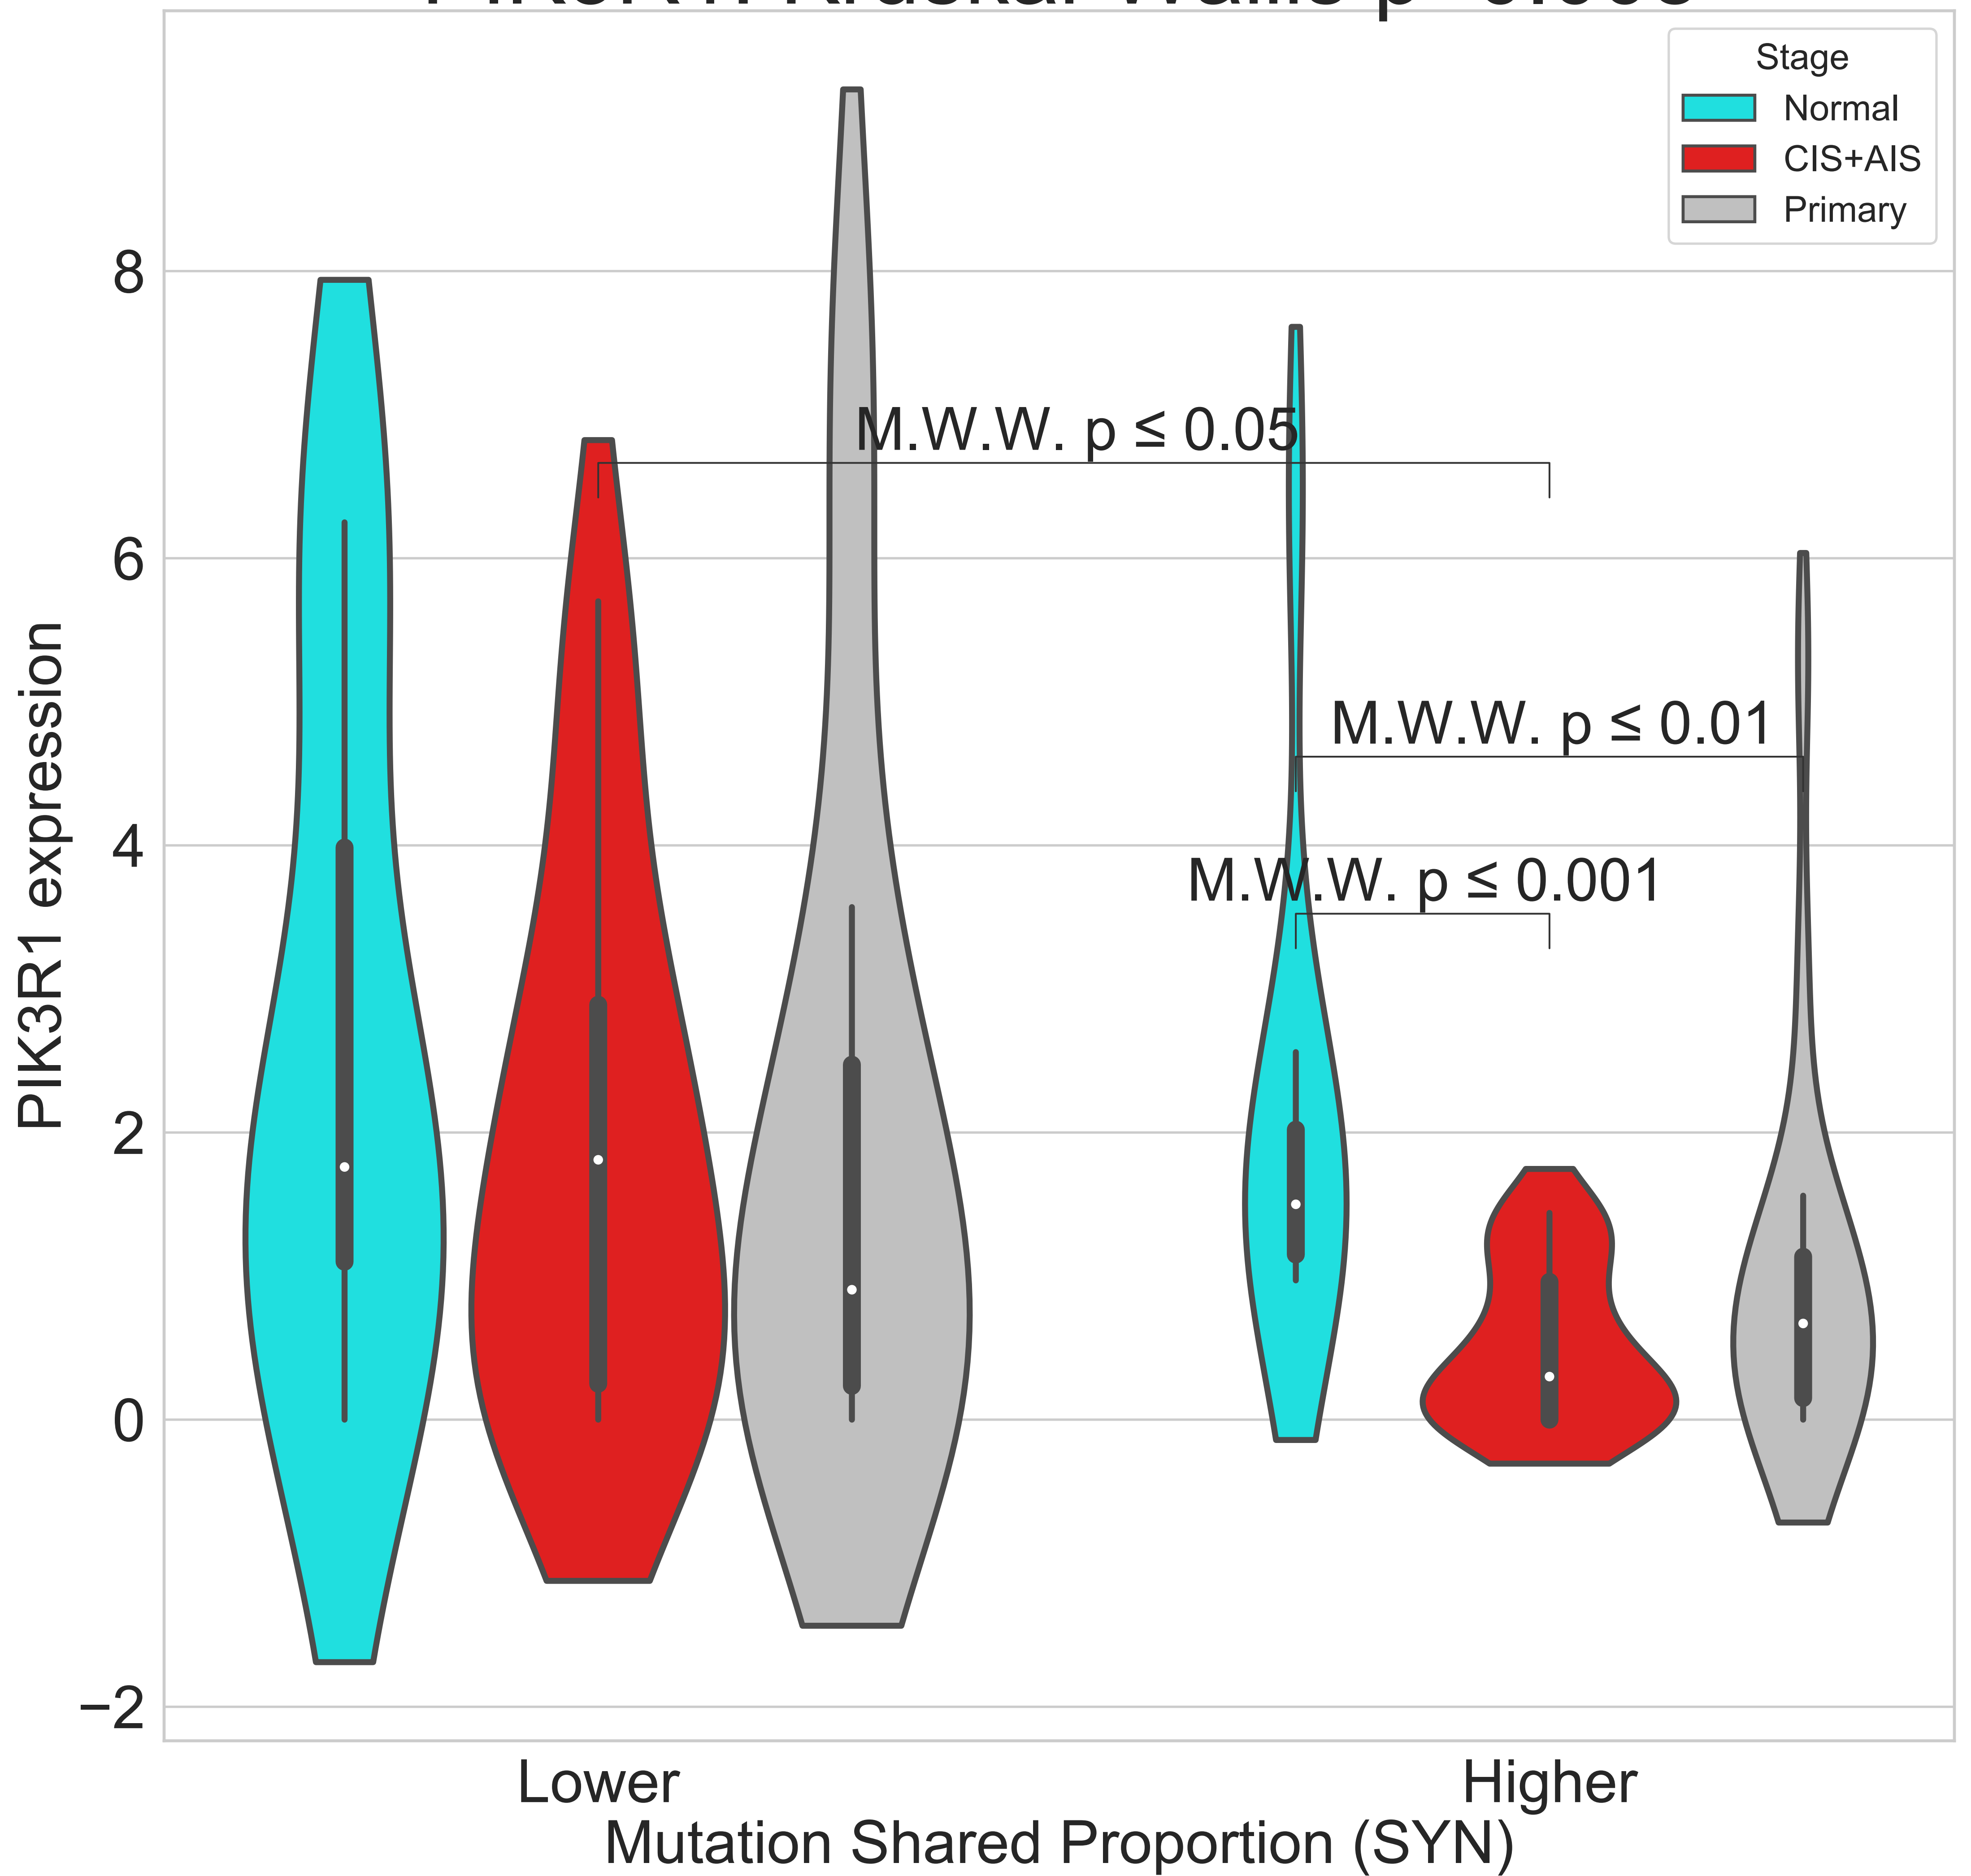 Stage
Normal
CIS+AIS
Primary
8
6
4
2
0
−2
PIK3R1 expression
M.W.W. p ≤ 0.05
M.W.W. p ≤ 0.01
M.W.W. p ≤ 0.001
Lower
Higher
Mutation Shared Proportion (SYN)